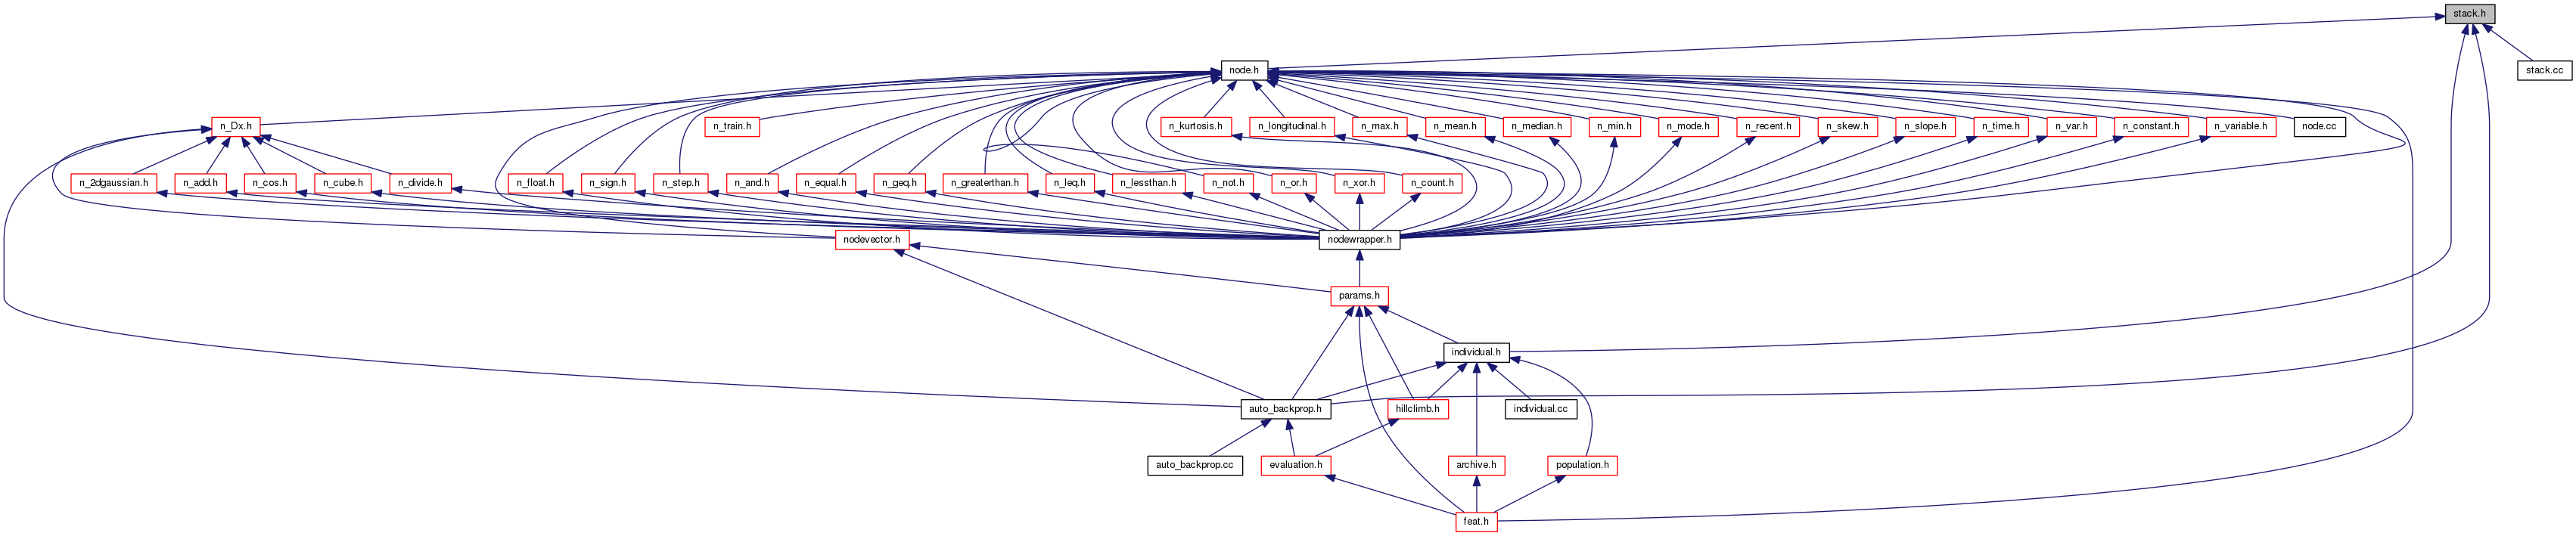 stack.h
node.h
stack.cc
n_Dx.h
n_train.h
n_kurtosis.h
n_longitudinal.h
n_max.h
n_mean.h
n_median.h
n_min.h
n_mode.h
n_recent.h
n_skew.h
n_slope.h
n_time.h
n_var.h
n_constant.h
n_variable.h
node.cc
n_2dgaussian.h
n_add.h
n_cos.h
n_cube.h
n_divide.h
n_float.h
n_sign.h
n_step.h
n_and.h
n_equal.h
n_geq.h
n_greaterthan.h
n_leq.h
n_lessthan.h
n_not.h
n_or.h
n_xor.h
n_count.h
nodevector.h
nodewrapper.h
params.h
individual.h
auto_backprop.h
hillclimb.h
individual.cc
auto_backprop.cc
evaluation.h
archive.h
population.h
feat.h